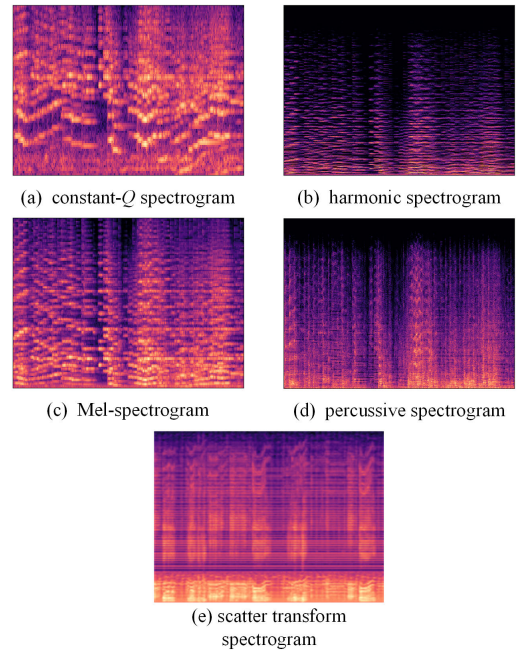 (a) constant-Q spectrogram
(b) harmonic spectrogram
(c) Mel-spectrogram
(d) percussive spectrogram
(e) scatter transform
spectrogram